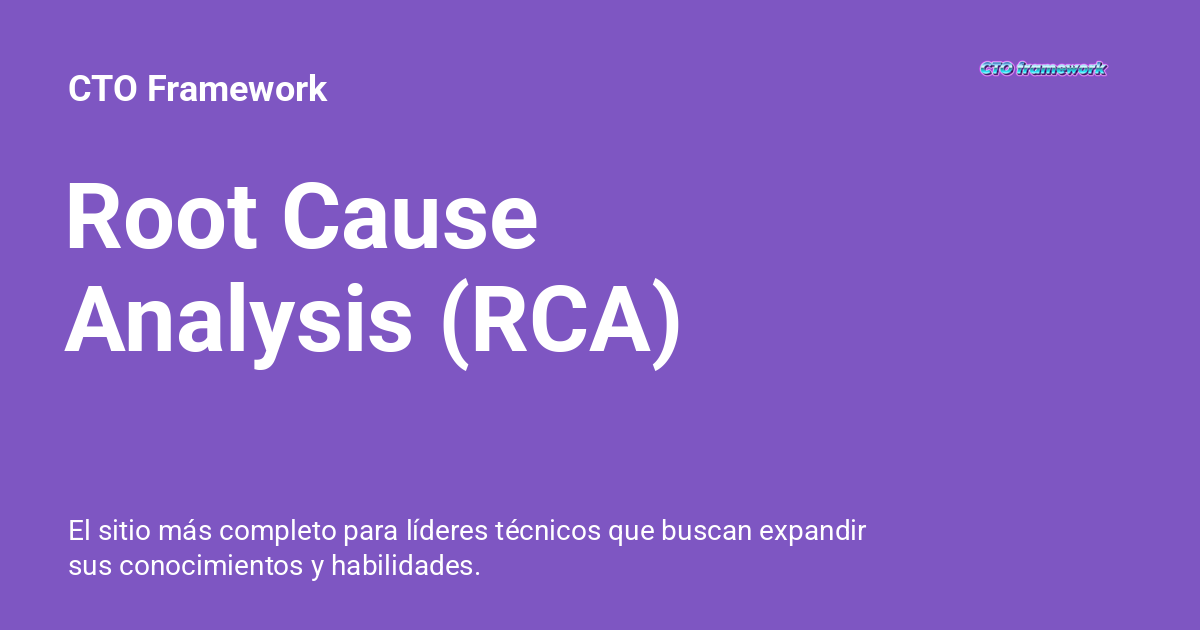 CTO Framework
CTO framework
Root Cause
Analysis (RCA)
El sitio más completo para líderes técnicos que buscan expandir
sus conocimientos y habilidades.